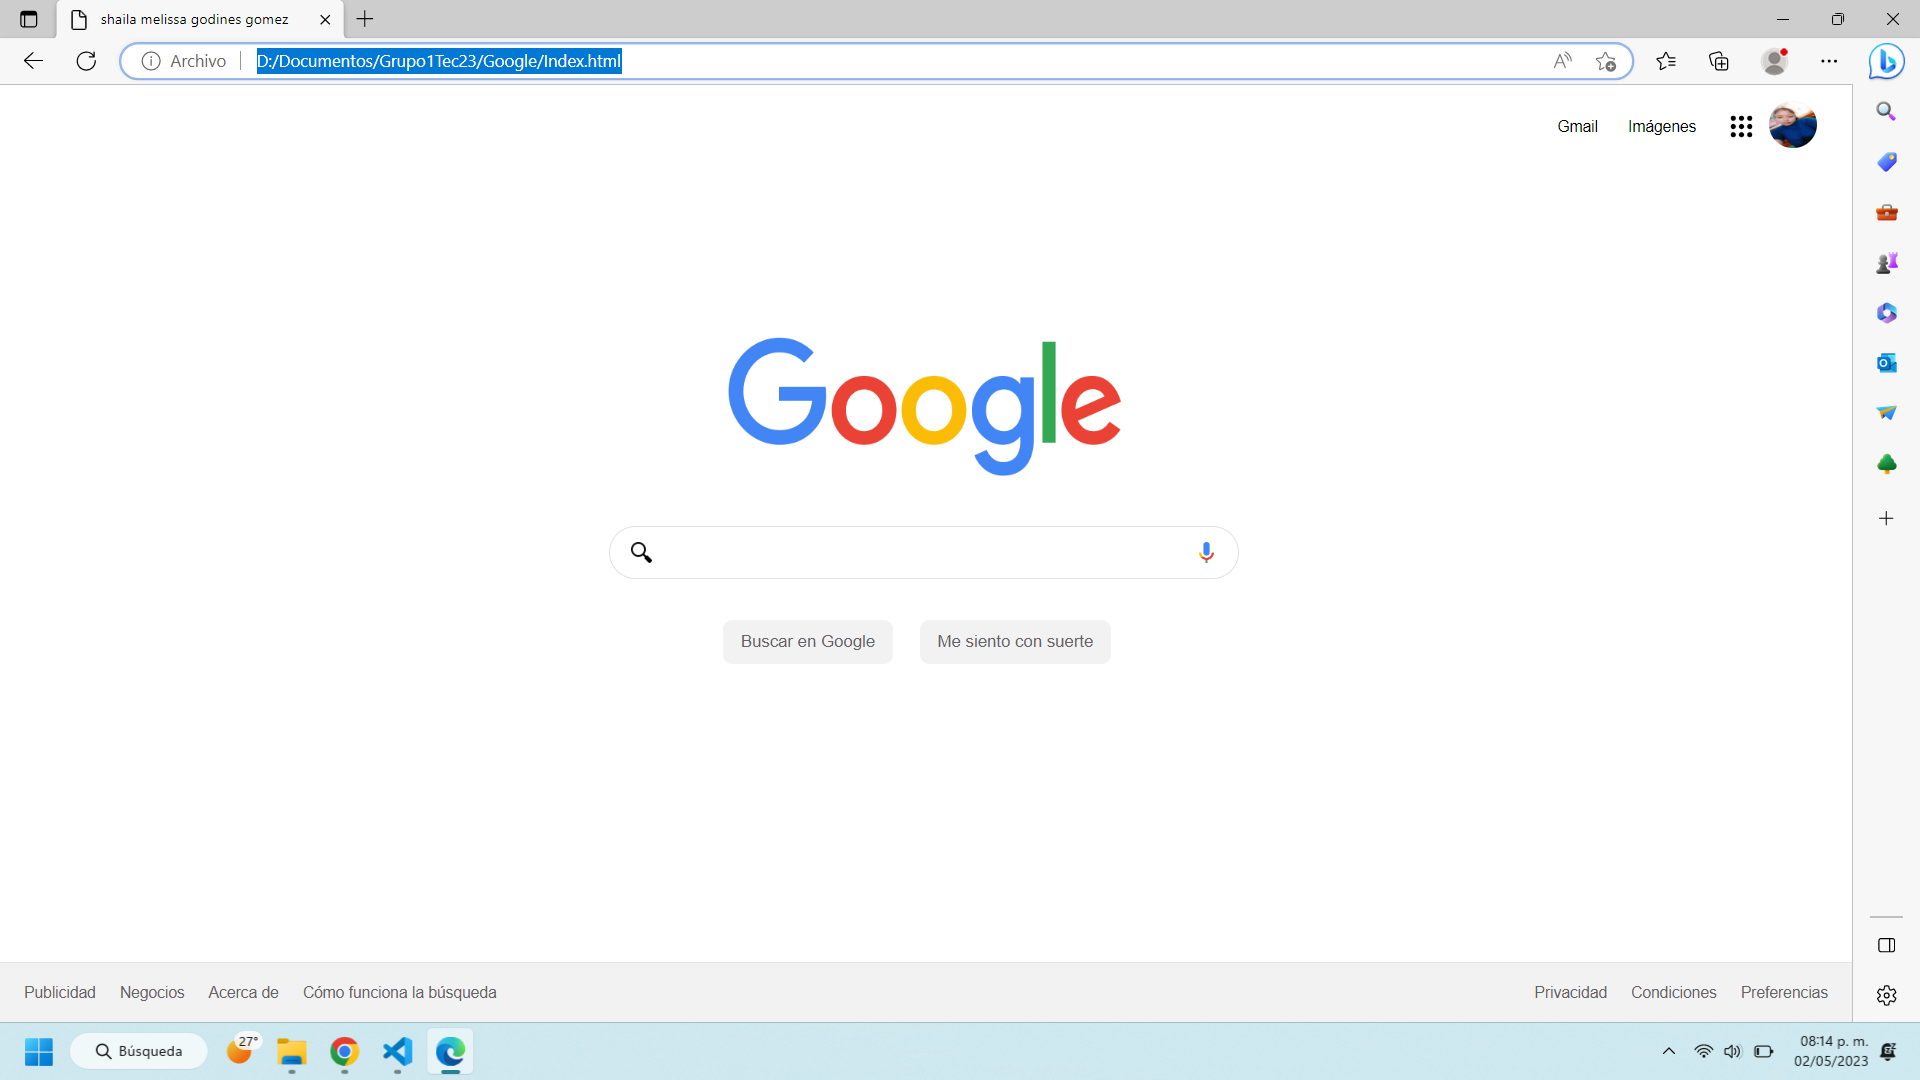 shaila melissa godines gomez
Archivo
D:/Documentos/Grupo1Tec23/Google/Index.html
Gmail Imágenes
Google
Buscar en Google Me siento con suerte
Publicidad Negocios Acerca de Cómo funciona la búsqueda Privacidad Condiciones Preferencias
Búsqueda
27°
08:14 p. m.
02/05/2023